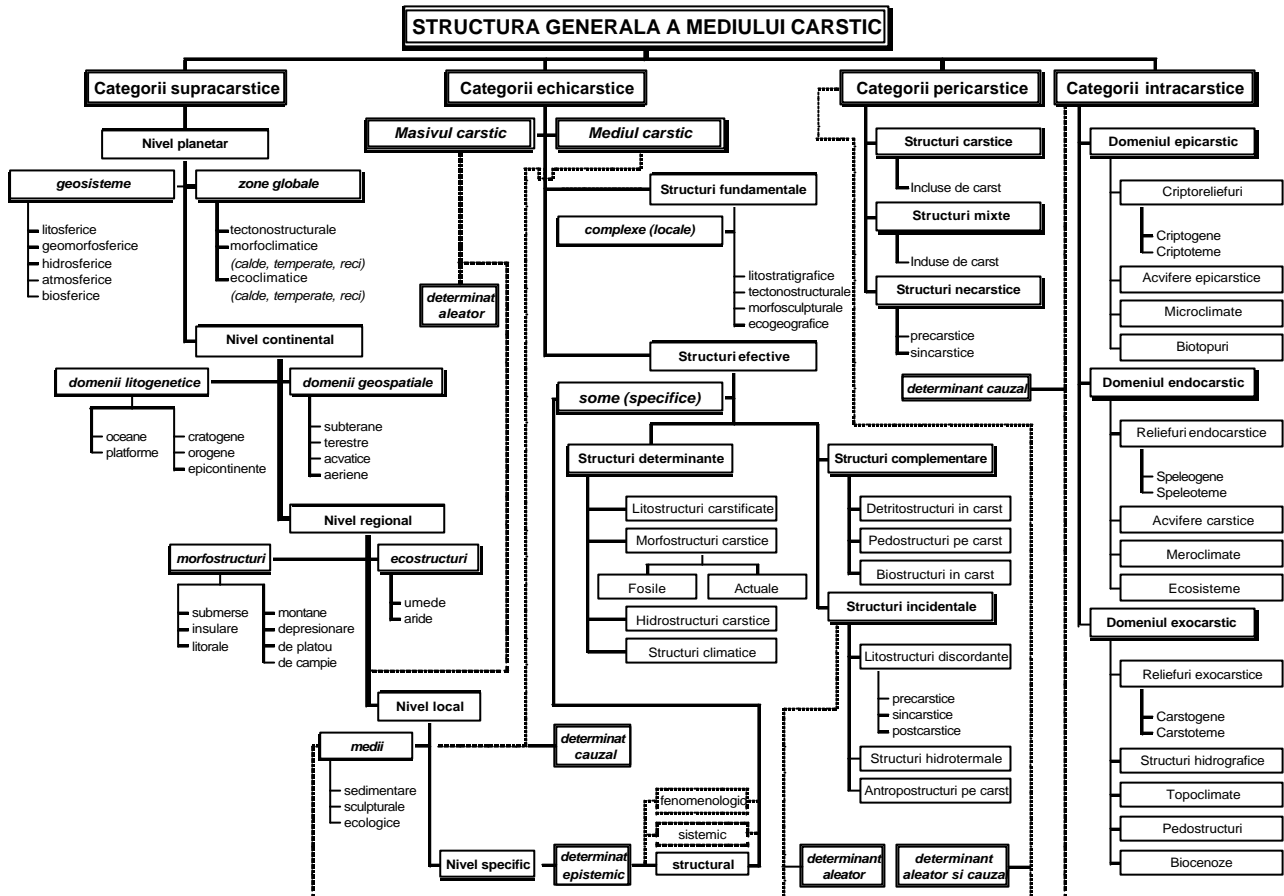 STRUCTURA GENERALA A MEDIULUI CARSTIC
Categorii supracarstice
Nivel planetar
geosisteme
zone globale
litosferice
geomorfosferice
hidrosferice
atmosferice
biosferice
tectonostructurale
morfoclimatice
(calde, temperate, reci)
ecoclimatice
(calde, temperate, reci)
Nivel continental
domenii litogenetice
domenii geospatiale
oceane
platforme
cratogene
orogene
epicontinente
subterane
terestre
acvatice
aeriene
Nivel regional
morfostructuri
ecostructuri
submerse
insulare
litorale
montane
depresionare
de platou
de campie
umede
aride
Nivel local
medii
determinat
cauzal
sedimentare
sculpturale
ecologice
Nivel specific
determinat
epistemic
fenomenologic
sistemic
structural
Categorii echicarstice
Masivul carstic
Mediul carstic
determinat
aleator
Structuri fundamentale
complexe (locale)
litostratigrafice
tectonostructurale
morfosculpturale
ecogeografice
Structuri efective
some (specifice)
Structuri determinante
Litostructuri carstificate
Morfostructuri carstice
Fosile
Actuale
Hidrostructuri carstice
Structuri climatice
Structuri complementare
Detritostructuri in carst
Pedostructuri pe carst
Biostructuri in carst
Structuri incidentale
Litostructuri discordante
precarstice
sincarstice
postcarstice
Structuri hidrotermale
Antropostructuri pe carst
Categorii pericarstice
Structuri carstice
Incluse de carst
Structuri mixte
Induse de carst
Structuri necarstice
precarstice
sincarstice
determinant cauzal
determinant
aleator
determinant
aleator si cauzal
Categorii intracarstice
Domeniul epicarstic
Criptoreliefuri
Criptogene
Criptoteme
Acvifere epicarstice
Microclimate
Biotopuri
Domeniul endocarstic
Reliefuri endocarstice
Speleogene
Speleoteme
Acvifere carstice
Meroclimate
Ecosisteme
Domeniul exocarstic
Reliefuri exocarstice
Carstogene
Carstoteme
Structuri hidrografice
Topoclimate
Pedostructuri
Biocenoze